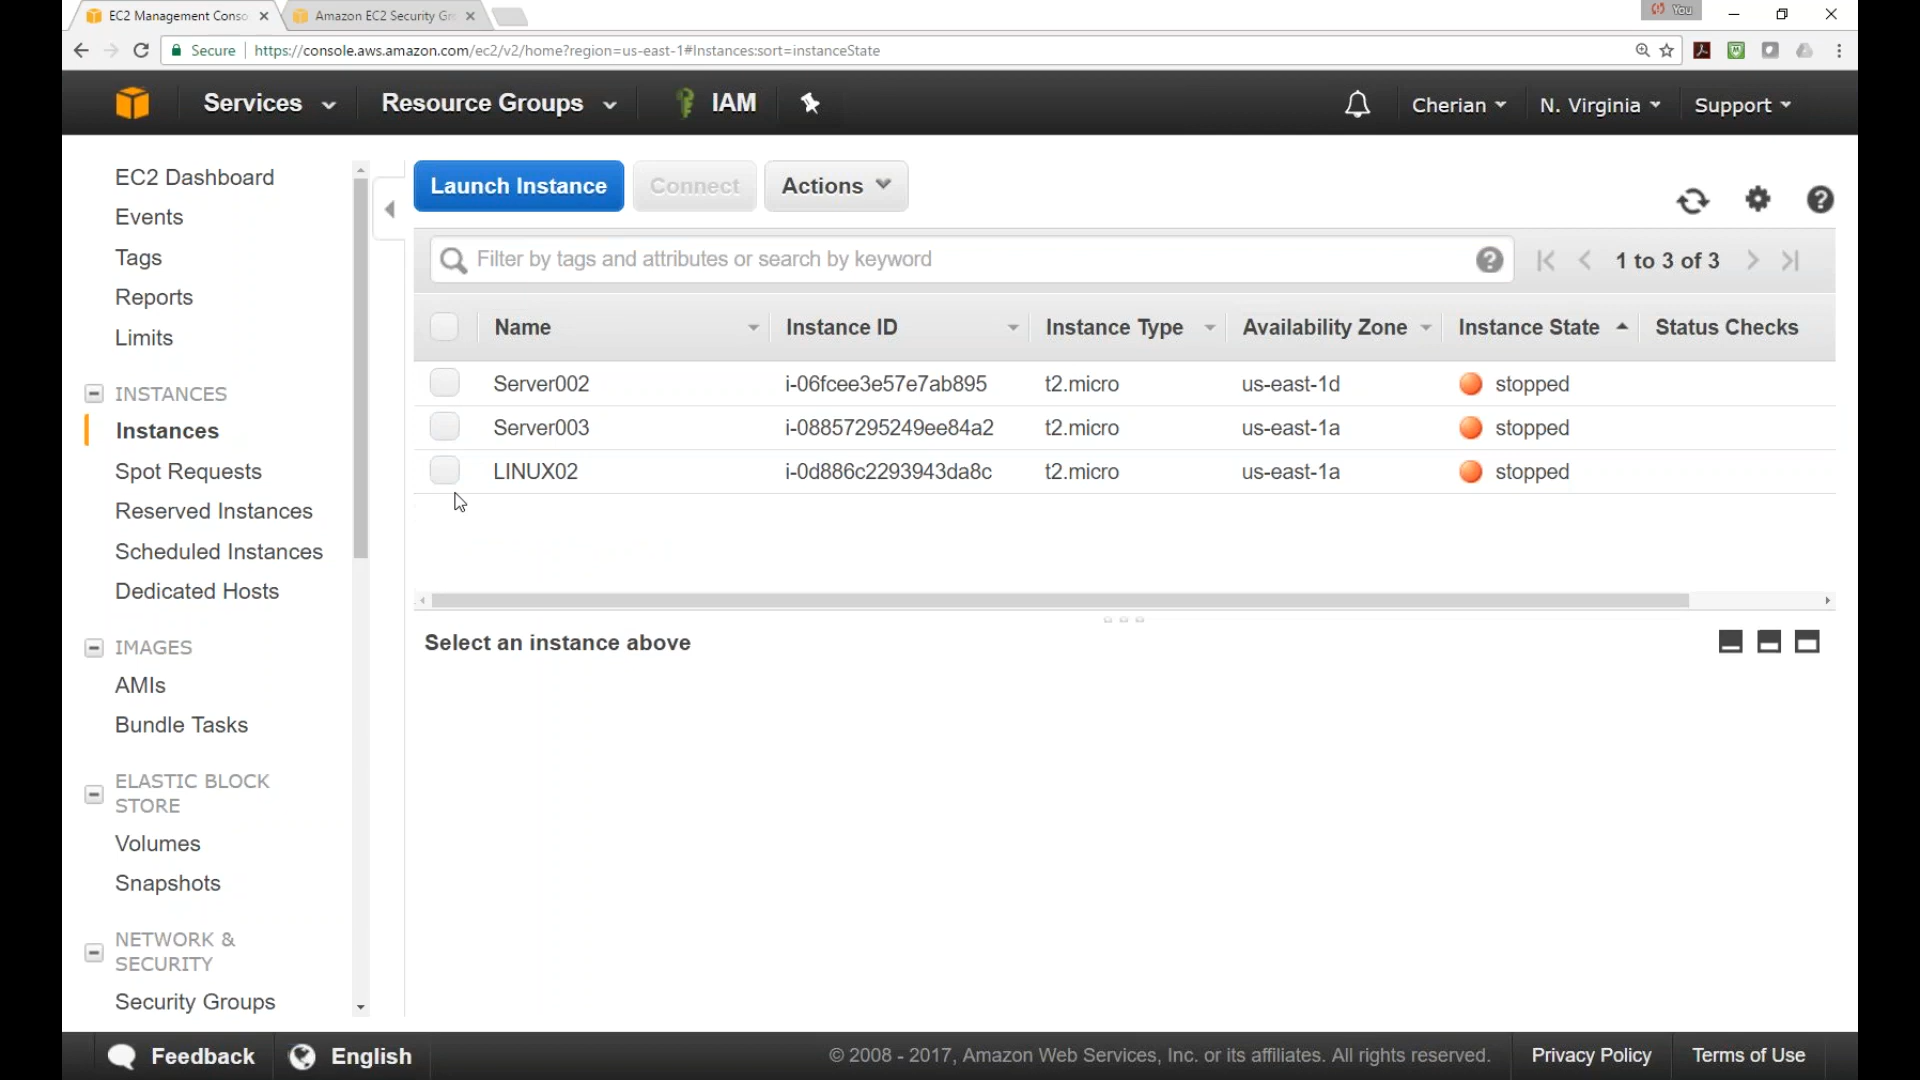 EC2 Management Conso
Amazon EC2 Security Gr
You
Secure
https://console.aws.amazon.com/ec2/v2/home?region=us-east-1#Instances:sort=instanceState
Services
Resource Groups
IAM
Cherian
N. Virginia
Support
EC2 Dashboard
Events
Tags
Reports
Limits
INSTANCES
Instances
Spot Requests
Reserved Instances
Scheduled Instances
Dedicated Hosts
IMAGES
AMIs
Bundle Tasks
ELASTIC BLOCK
STORE
Volumes
Snapshots
NETWORK &
SECURITY
Security Groups
Launch Instance
Connect
Actions
Filter by tags and attributes or search by keyword
1 to 3 of 3
Name Instance ID Instance Type Availability Zone Instance State Status Checks
Server002 i-06fcee3e57e7ab895 t2.micro us-east-1d stopped
Server003 i-08857295249ee84a2 t2.micro us-east-1a stopped
LINUX02 i-0d886c2293943da8c t2.micro us-east-1a stopped
Select an instance above
Feedback
English
© 2008 - 2017, Amazon Web Services, Inc. or its affiliates. All rights reserved.
Privacy Policy
Terms of Use